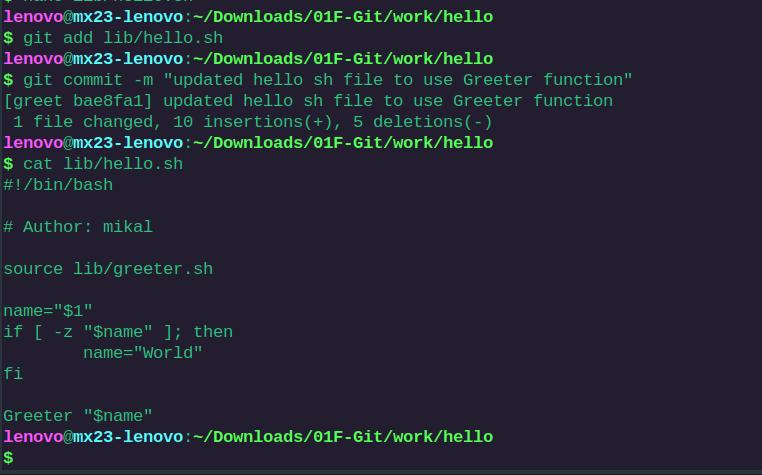 lenovo@mx23-lenovo:~/Downloads/01F-Git/work/hello
$ git add lib/hello.sh
lenovo@mx23-lenovo:~/Downloads/01F-Git/work/hello
$ git commit -m "updated hello sh file to use Greeter function"
[greet bae8fa1] updated hello sh file to use Greeter function
 1 file changed, 10 insertions(+), 5 deletions(-)
lenovo@mx23-lenovo:~/Downloads/01F-Git/work/hello
$ cat lib/hello.sh
#!/bin/bash

# Author: mikal

source lib/greeter.sh

name="$1"
if [ -z "$name" ]; then
        name="World"
fi

Greeter "$name"
lenovo@mx23-lenovo:~/Downloads/01F-Git/work/hello
$